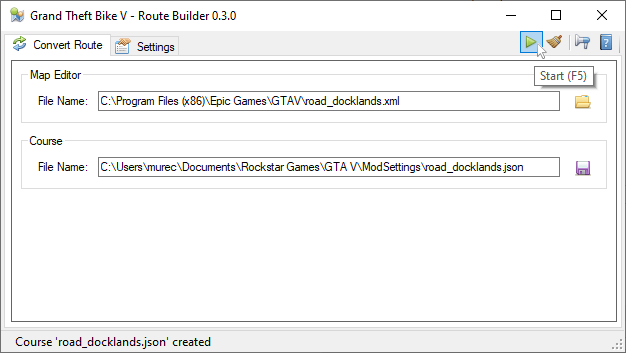 Grand Theft Bike V - Route Builder 0.3.0
Convert Route
Settings
Start (F5)
Map Editor
File Name: C:\Program Files (x86)\Epic Games\GTAV\road_docklands.xml
Course
File Name: C:\Users\murec\Documents\Rockstar Games\GTA V\ModSettings\road_docklands.json
Course 'road_docklands.json' created